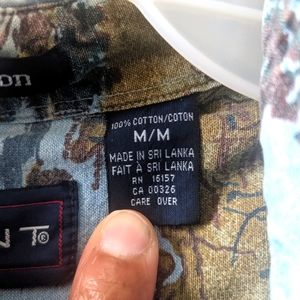 on
100% COTTON/COTON
M/M
MADE IN SRI LANKA
FAIT À SRI LANKA
RN 16157
CA 00326
CARE OVER
T®